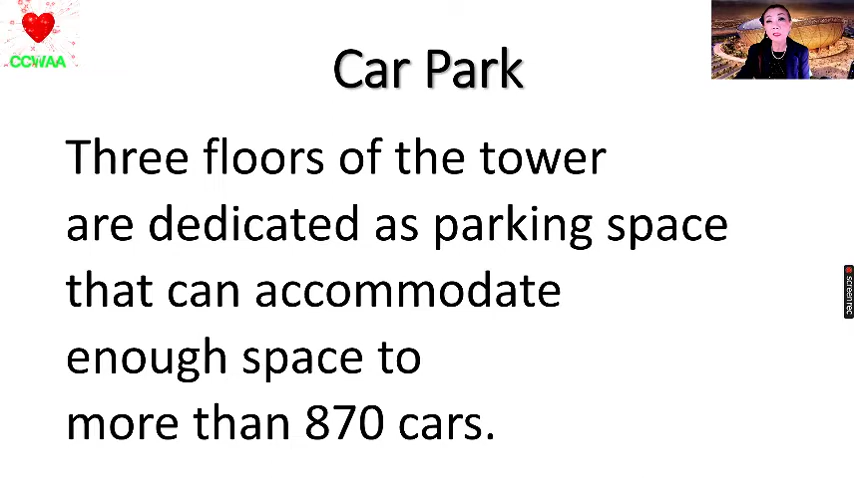 CCWAA
Car Park
Three floors of the tower
are dedicated as parking space
that can accommodate
enough space to
more than 870 cars.
screenrec